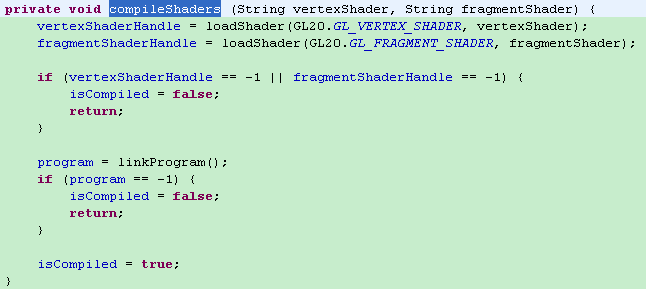 private void compileShaders (String vertexShader, String fragmentShader) {
vertexShaderHandle = loadShader(GL20.GL_VERTEX_SHADER, vertexShader);
fragmentShaderHandle = loadShader(GL20.GL_FRAGMENT_SHADER, fragmentShader);
if (vertexShaderHandle == -1 || fragmentShaderHandle == -1) {
isCompiled = false;
return;
}
program = linkProgram();
if (program == -1) {
isCompiled = false;
return;
}
isCompiled = true;
}